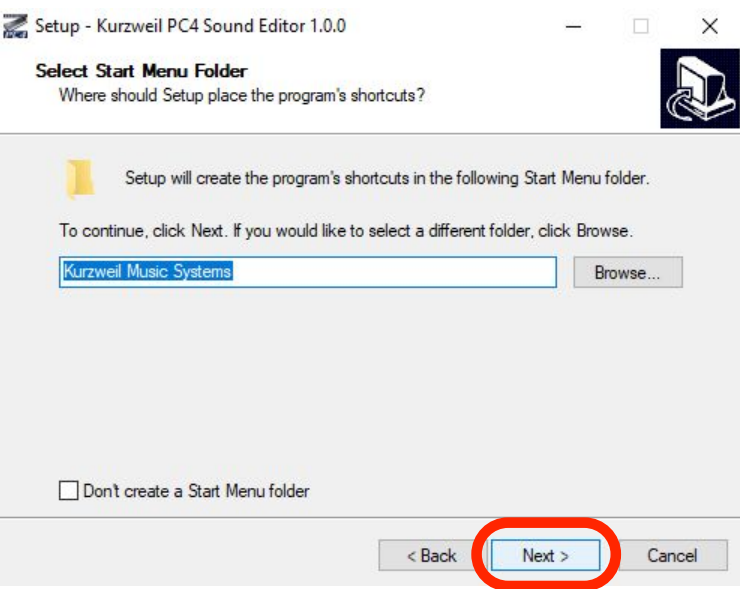 Setup - Kurzweil PC4 Sound Editor 1.0.0
Select Start Menu Folder
Where should Setup place the program's shortcuts?
Setup will create the program's shortcuts in the following Start Menu folder.
To continue, click Next. If you would like to select a different folder, click Browse.
Kurzweil Music Systems
Browse...
Don't create a Start Menu folder
< Back
Next >
Cancel